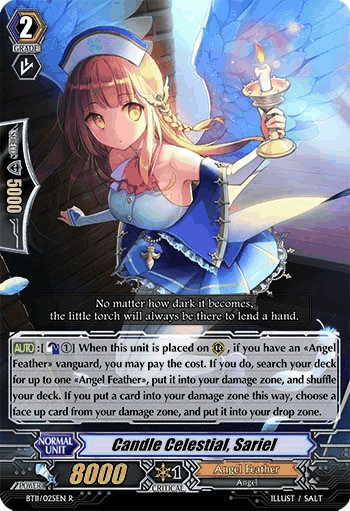 2
GRADE
5000
SHIELD
No matter how dark it becomes,
the little torch will always be there to lend a hand.
AUTO:[①] When this unit is placed on , if you have an «Angel
Feather» vanguard, you may pay the cost. If you do, search your deck
for up to one «Angel Feather», put it into your damage zone, and shuffle
your deck. If you put a card into your damage zone this way, choose a
face up card from your damage zone, and put it into your drop zone.
NORMAL
UNIT
Candle Celestial, Sariel
POWER
8000
1
CRITICAL
Angel Feather
Angel
BT11/025EN R
ILLUST / SALT